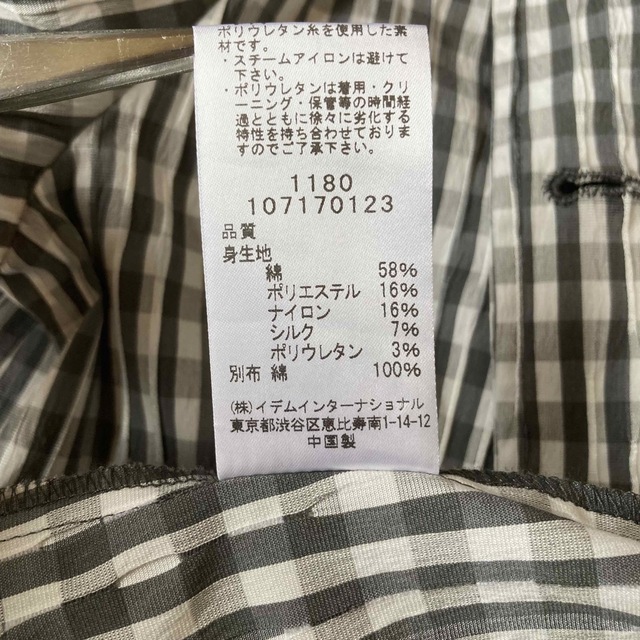 ポリウレタン糸を使用した素
材です。
・スチームアイロンは避けて
下さい。
・ポリウレタンは着用・クリ
ーニング・保管等の時間経
過とともに徐々に劣化する
特性を持ち合わせております
すのでご了承下さい。
1180
107170123
品質
身生地
綿 58%
ポリエステル 16%
ナイロン 16%
シルク 7%
ポリウレタン 3%
別布 綿 100%
(株)イデムインターナショナル
東京都渋谷区恵比寿南1-14-12
中国製